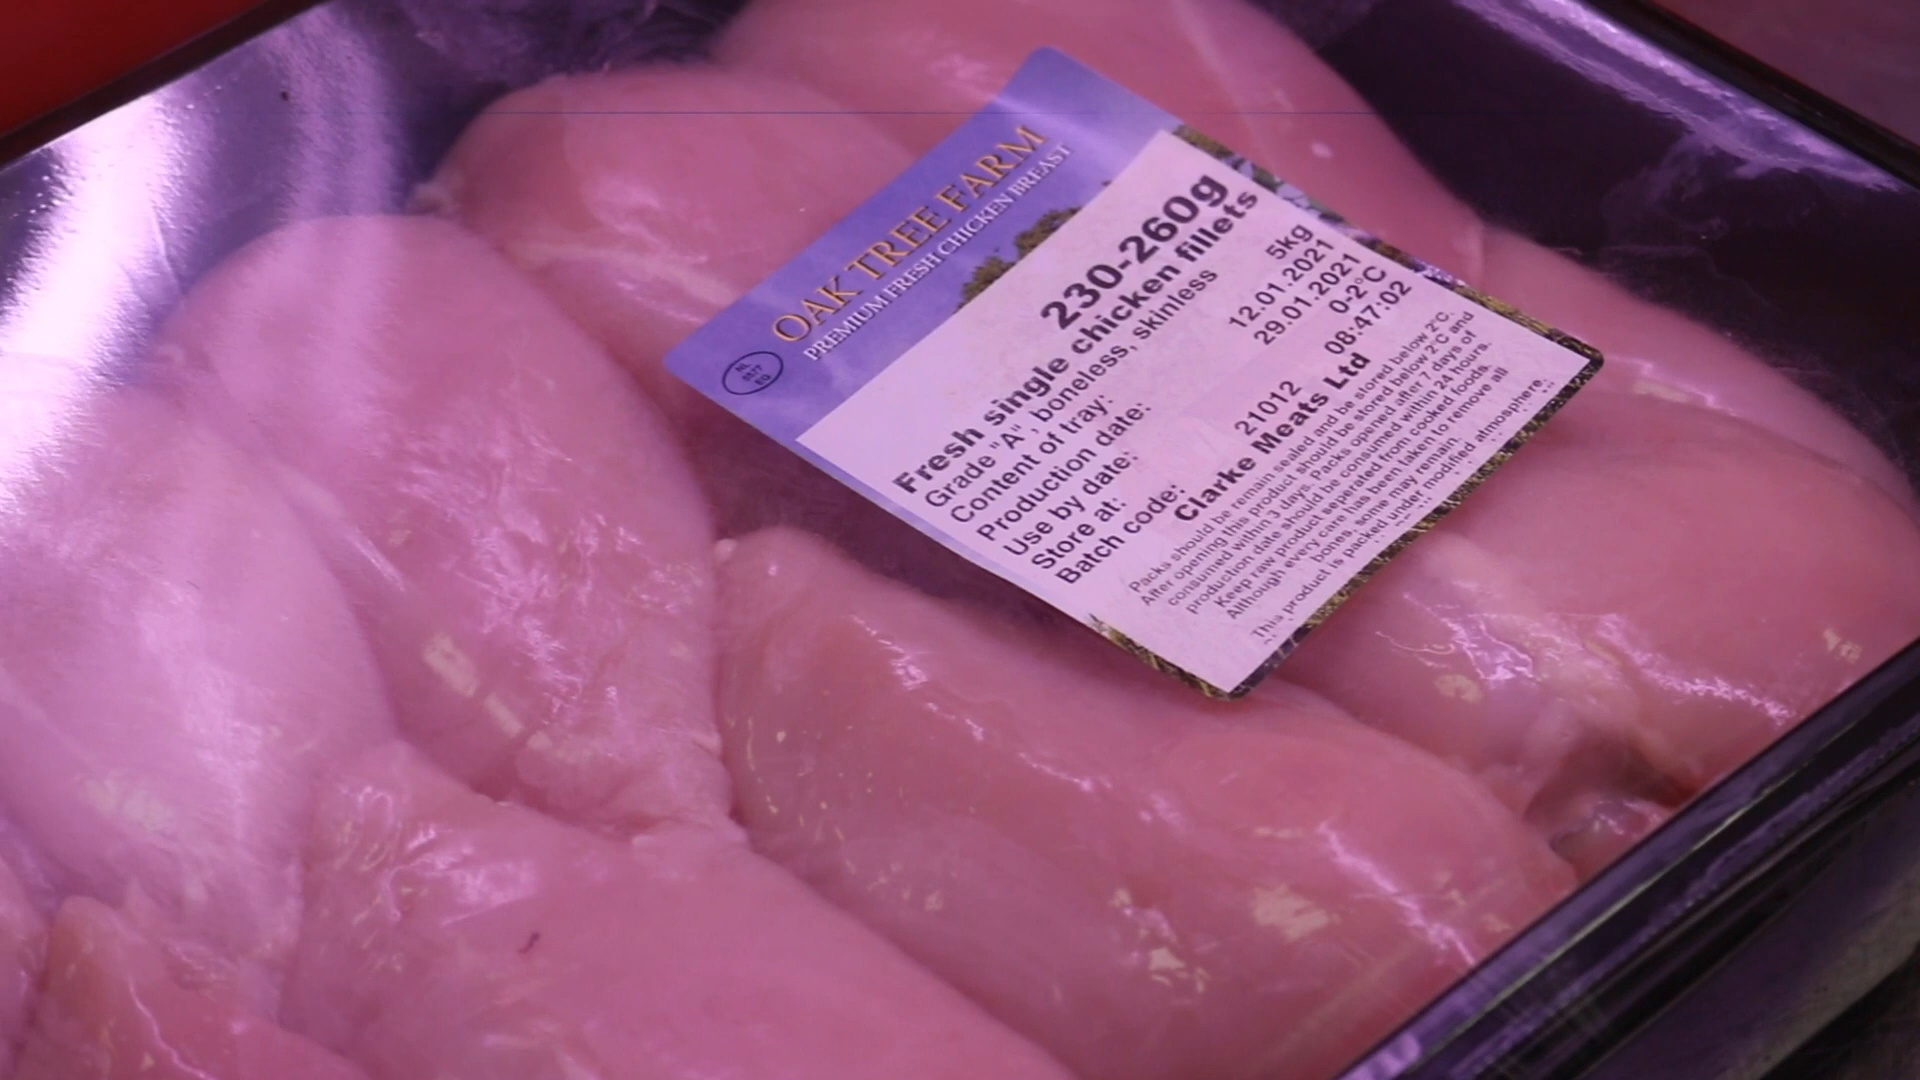 OAK TREE FARM
PREMIUM FRESH CHICKEN BREAST
NL
EG
230-260g
Fresh single chicken fillets
Grade "A", boneless, skinless
Content of tray: 5kg
Production date: 12.01.2021
Use by date: 29.01.2021
Store at: 0-2°C
Batch code: 21012 08:47:02
Clarke Meats Ltd
Packs should be remain sealed and be stored below 2°C.
After opening this product should be stored below 2°C and
consumed within 3 days. Packs opened after 7 days of
production date should be consumed within 24 hours.
Keep raw product seperated from cooked foods.
Although every care has been taken to remove all
bones, some may remain.
This product is packed under modified atmosphere.